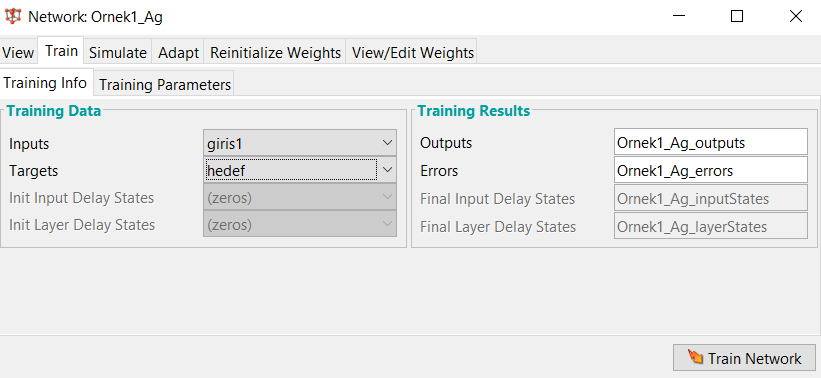 Network: Ornek1_Ag
View Train Simulate Adapt Reinitialize Weights View/Edit Weights
Training Info Training Parameters
Training Data
Inputs giris1
Targets hedef
Init Input Delay States (zeros)
Init Layer Delay States (zeros)
Training Results
Outputs Ornek1_Ag_outputs
Errors Ornek1_Ag_errors
Final Input Delay States Ornek1_Ag_inputStates
Final Layer Delay States Ornek1_Ag_layerStates
Train Network